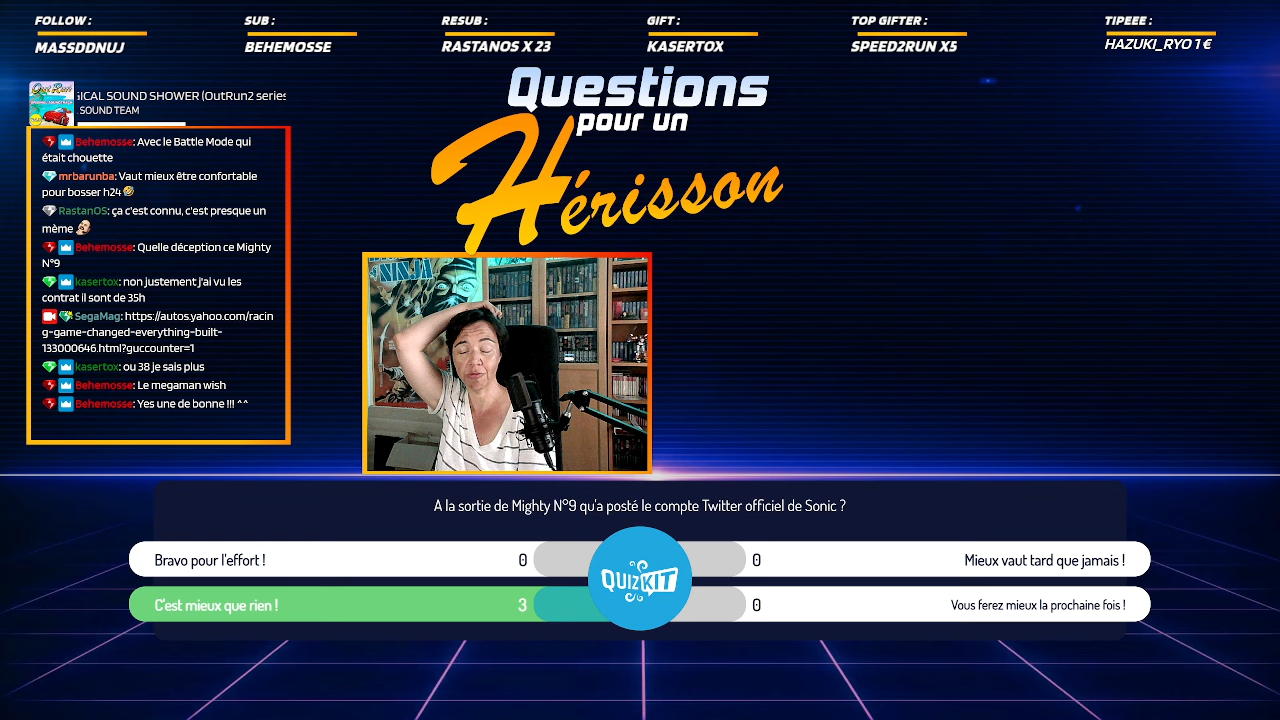 FOLLOW :
MASSDDNUJ
SUB :
BEHEMOSSE
RESUB :
RASTANOS X 23
GIFT :
KASERTOX
TOP GIFTER :
SPEED2RUN X5
TIPEEE :
HAZUKI_RYO 1 €
Questions
pour un
Hérisson
ICAL SOUND SHOWER (OutRun2 series
SOUND TEAM
Behemosse: Avec le Battle Mode qui
était chouette
mrbarunba: Vaut mieux être confortable
pour bosser h24
RastanOS: ça c'est connu, c'est presque un
mème
Behemosse: Quelle déception ce Mighty
N°9
kasertox: non justement j'ai vu les
contrat il sont de 35h
SegaMag: https://autos.yahoo.com/racin
g-game-changed-everything-built-
133000646.html?guccounter=1
kasertox: ou 38 je sais plus
Behemosse: Le megaman wish
Behemosse: Yes une de bonne !!! ^^
NINJA
A la sortie de Mighty N°9 qu'a posté le compte Twitter officiel de Sonic ?
Bravo pour l'effort ! 0
0 Mieux vaut tard que jamais !
C'est mieux que rien ! 3
0 Vous ferez mieux la prochaine fois !
QUIZKIT